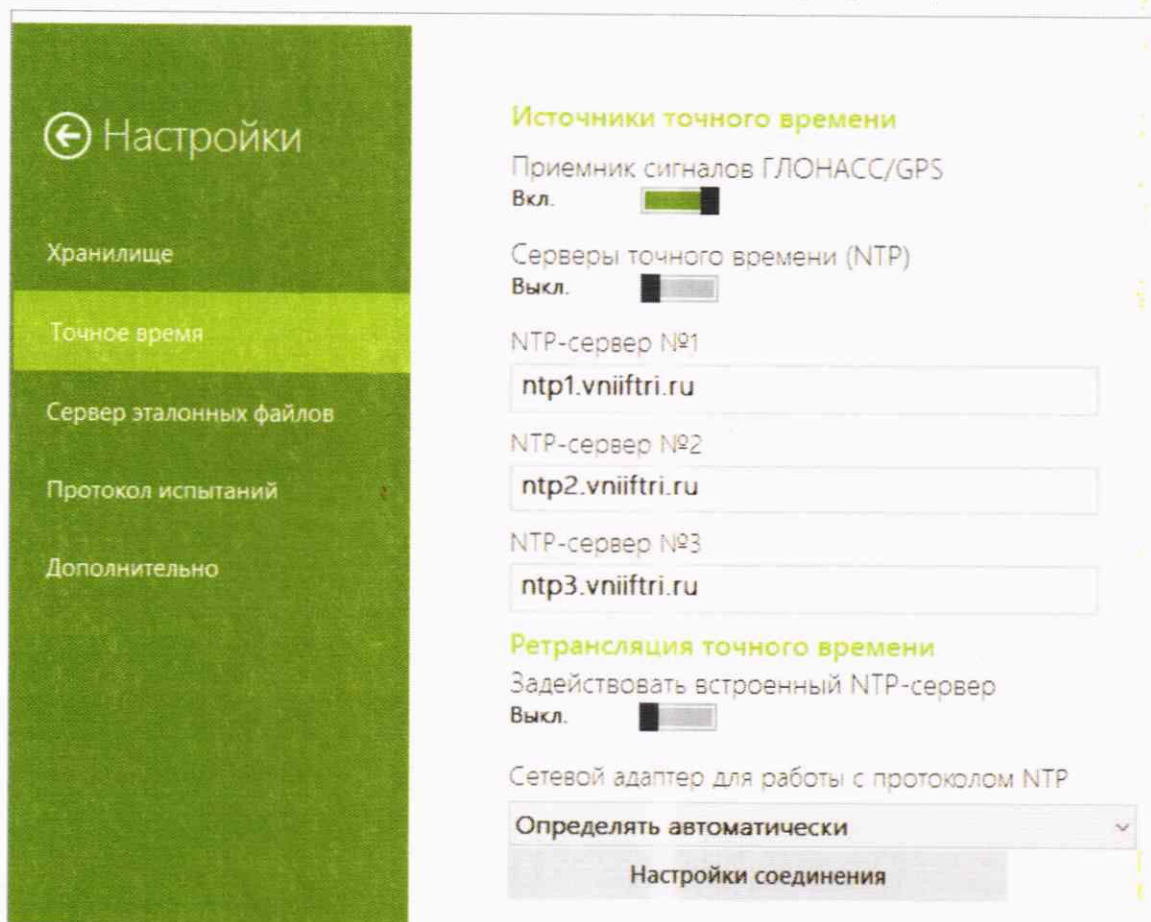 Настройки
Хранилище
Точное время
Сервер эталонных файлов
Протокол испытаний
Дополнительно
Источники точного времени
Приемник сигналов ГЛОНАСС/GPS
Вкл.
Серверы точного времени (NTP)
Выкл.
NTP-сервер №1
ntp1.vniiftri.ru
NTP-сервер №2
ntp2.vniiftri.ru
NTP-сервер №3
ntp3.vniiftri.ru
Ретрансляция точного времени
Задействовать встроенный NTP-сервер
Выкл.
Сетевой адаптер для работы с протоколом NTP
Определять автоматически
Настройки соединения